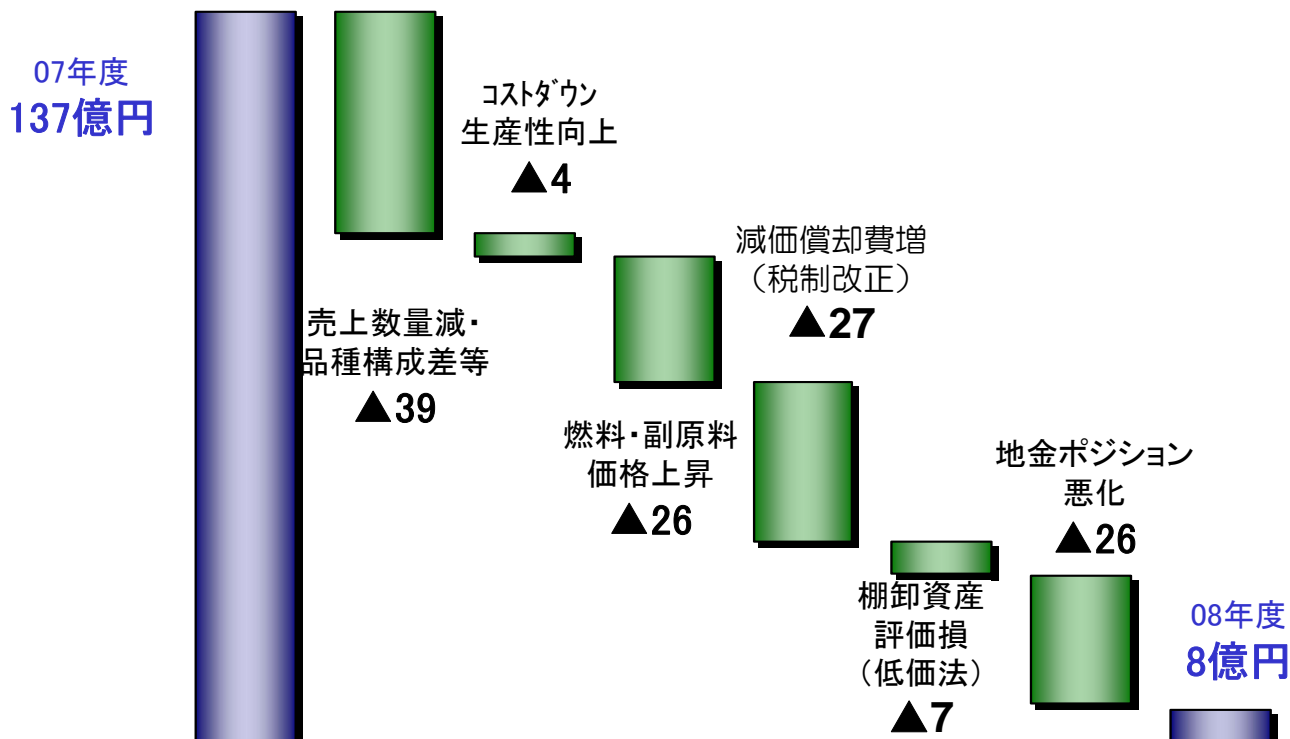 07年度
137億円
コストダウン
生産性向上
▲4
売上数量減・
品種構成差等
▲39
減価償却費増
（税制改正）
▲27
燃料・副原料
価格上昇
▲26
地金ポジション
悪化
▲26
棚卸資産
評価損
（低価法）
▲7
08年度
8億円